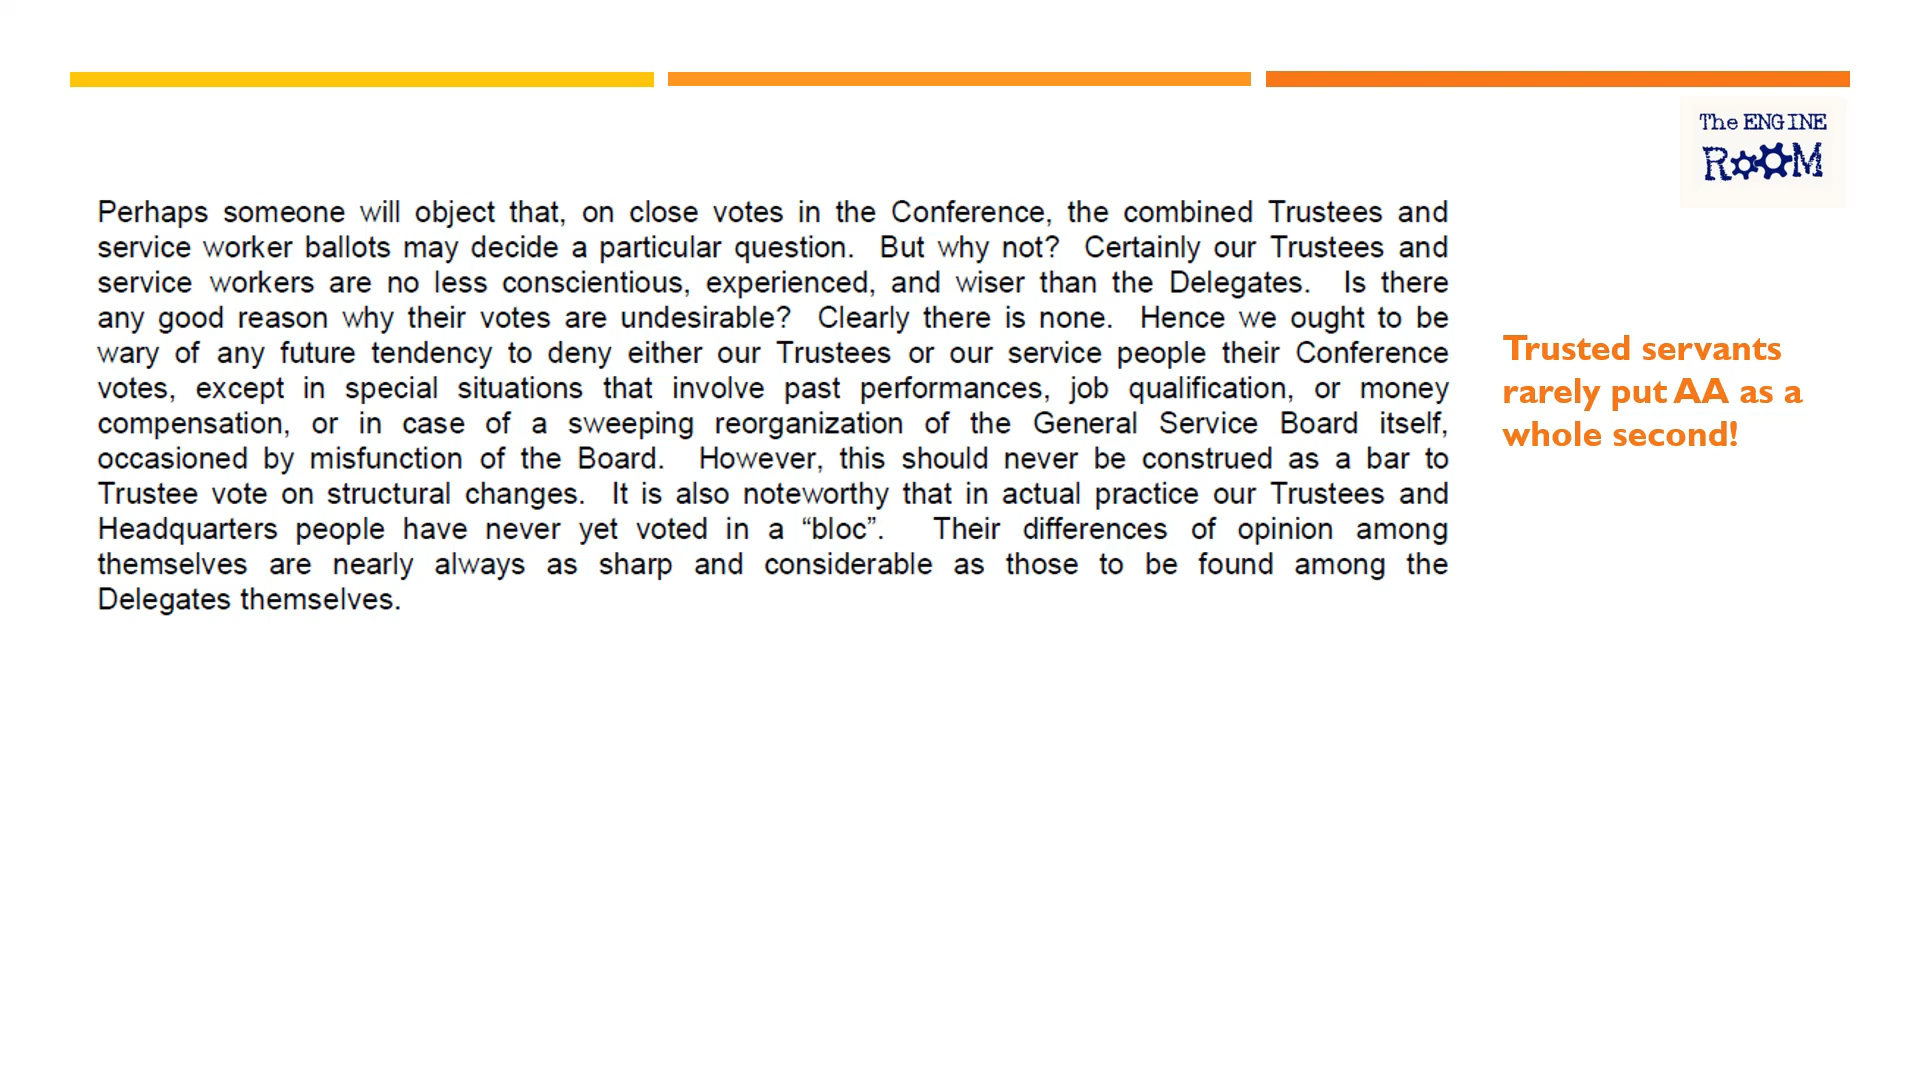 The ENGINE
ROOM
Perhaps someone will object that, on close votes in the Conference, the combined Trustees and
service worker ballots may decide a particular question. But why not? Certainly our Trustees and
service workers are no less conscientious, experienced, and wiser than the Delegates. Is there
any good reason why their votes are undesirable? Clearly there is none. Hence we ought to be
wary of any future tendency to deny either our Trustees or our service people their Conference
votes, except in special situations that involve past performances, job qualification, or money
compensation, or in case of a sweeping reorganization of the General Service Board itself,
occasioned by misfunction of the Board. However, this should never be construed as a bar to
Trustee vote on structural changes. It is also noteworthy that in actual practice our Trustees and
Headquarters people have never yet voted in a “bloc”. Their differences of opinion among
themselves are nearly always as sharp and considerable as those to be found among the
Delegates themselves.
Trusted servants
rarely put AA as a
whole second!